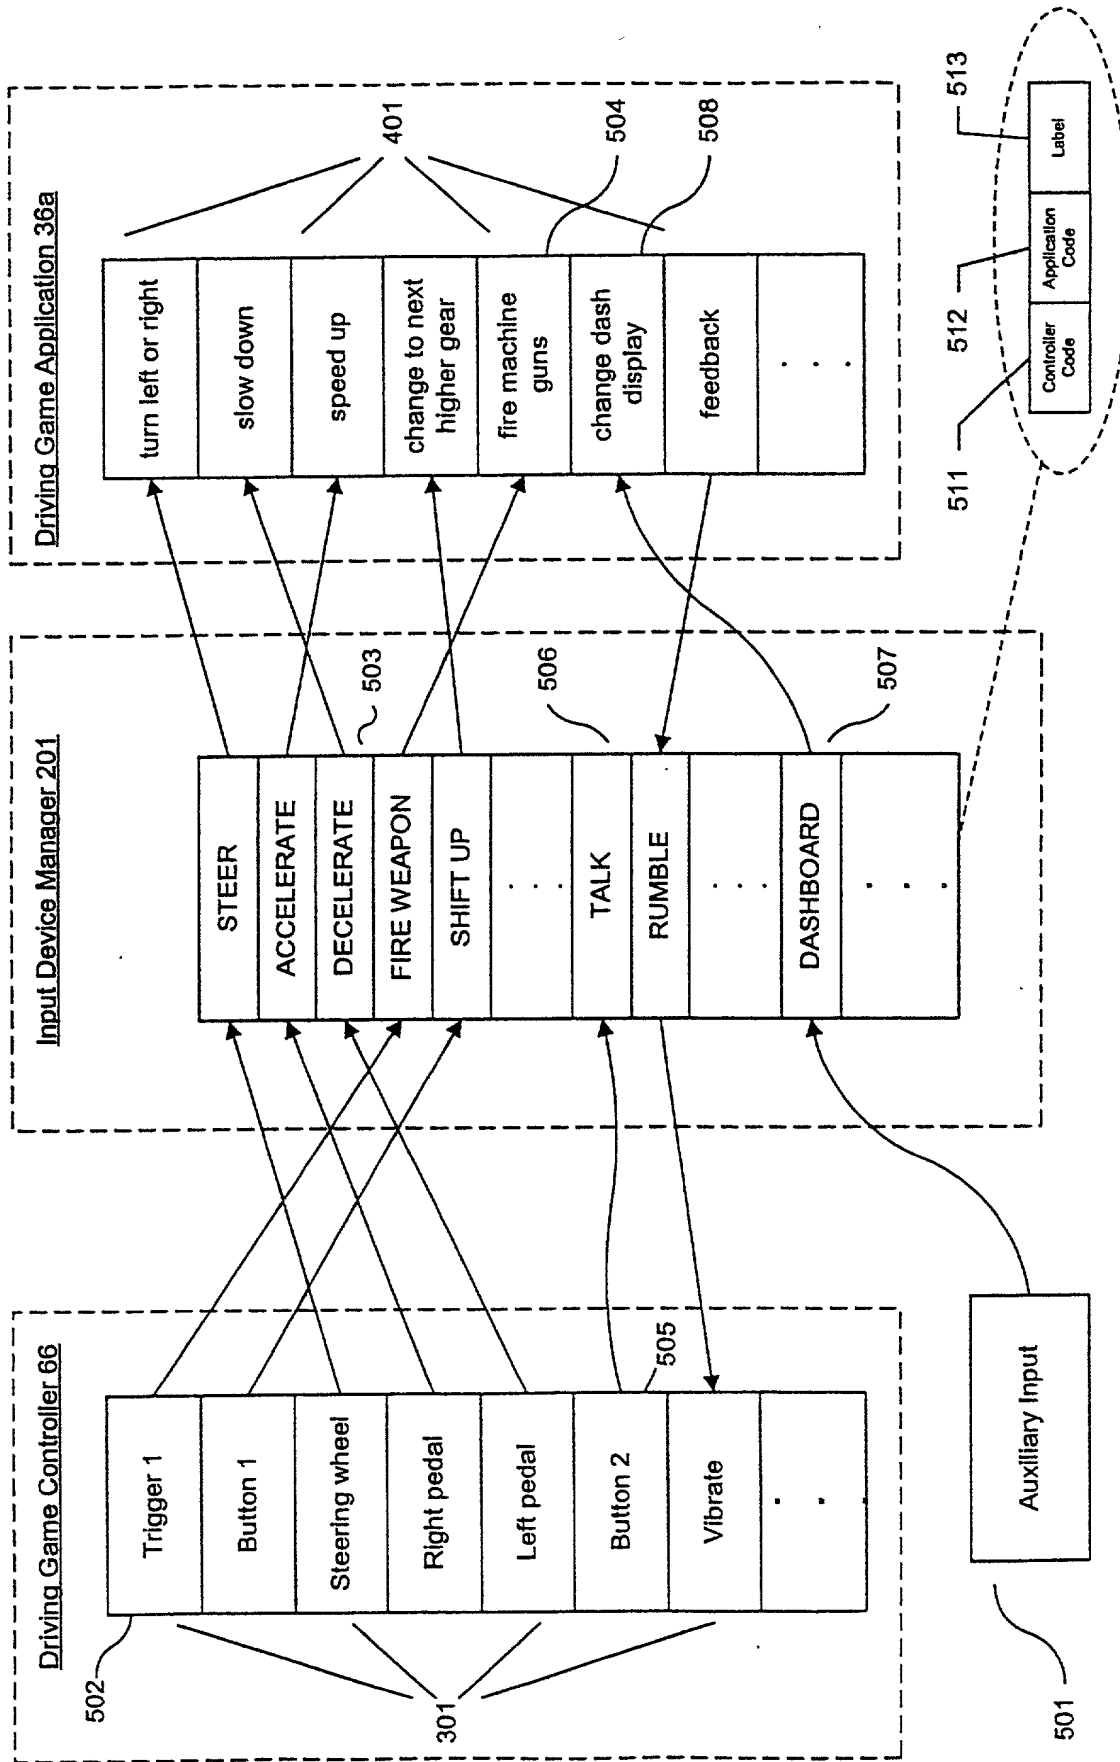 Driving Game Controller 66
502
Trigger 1
Button 1
Steering wheel
Right pedal
Left pedal
Button 2
Vibrate
. . .
301
505
501
Auxiliary Input
Input Device Manager 201
STEER
ACCELERATE
DECELERATE
FIRE WEAPON
SHIFT UP
. . .
TALK
RUMBLE
. . .
DASHBOARD
. . .
503
506
507
Driving Game Application 36a
turn left or right
slow down
speed up
change to next
higher gear
fire machine
guns
change dash
display
feedback
. . .
401
504
508
511
512
513
Controller
Code
Application
Code
Label